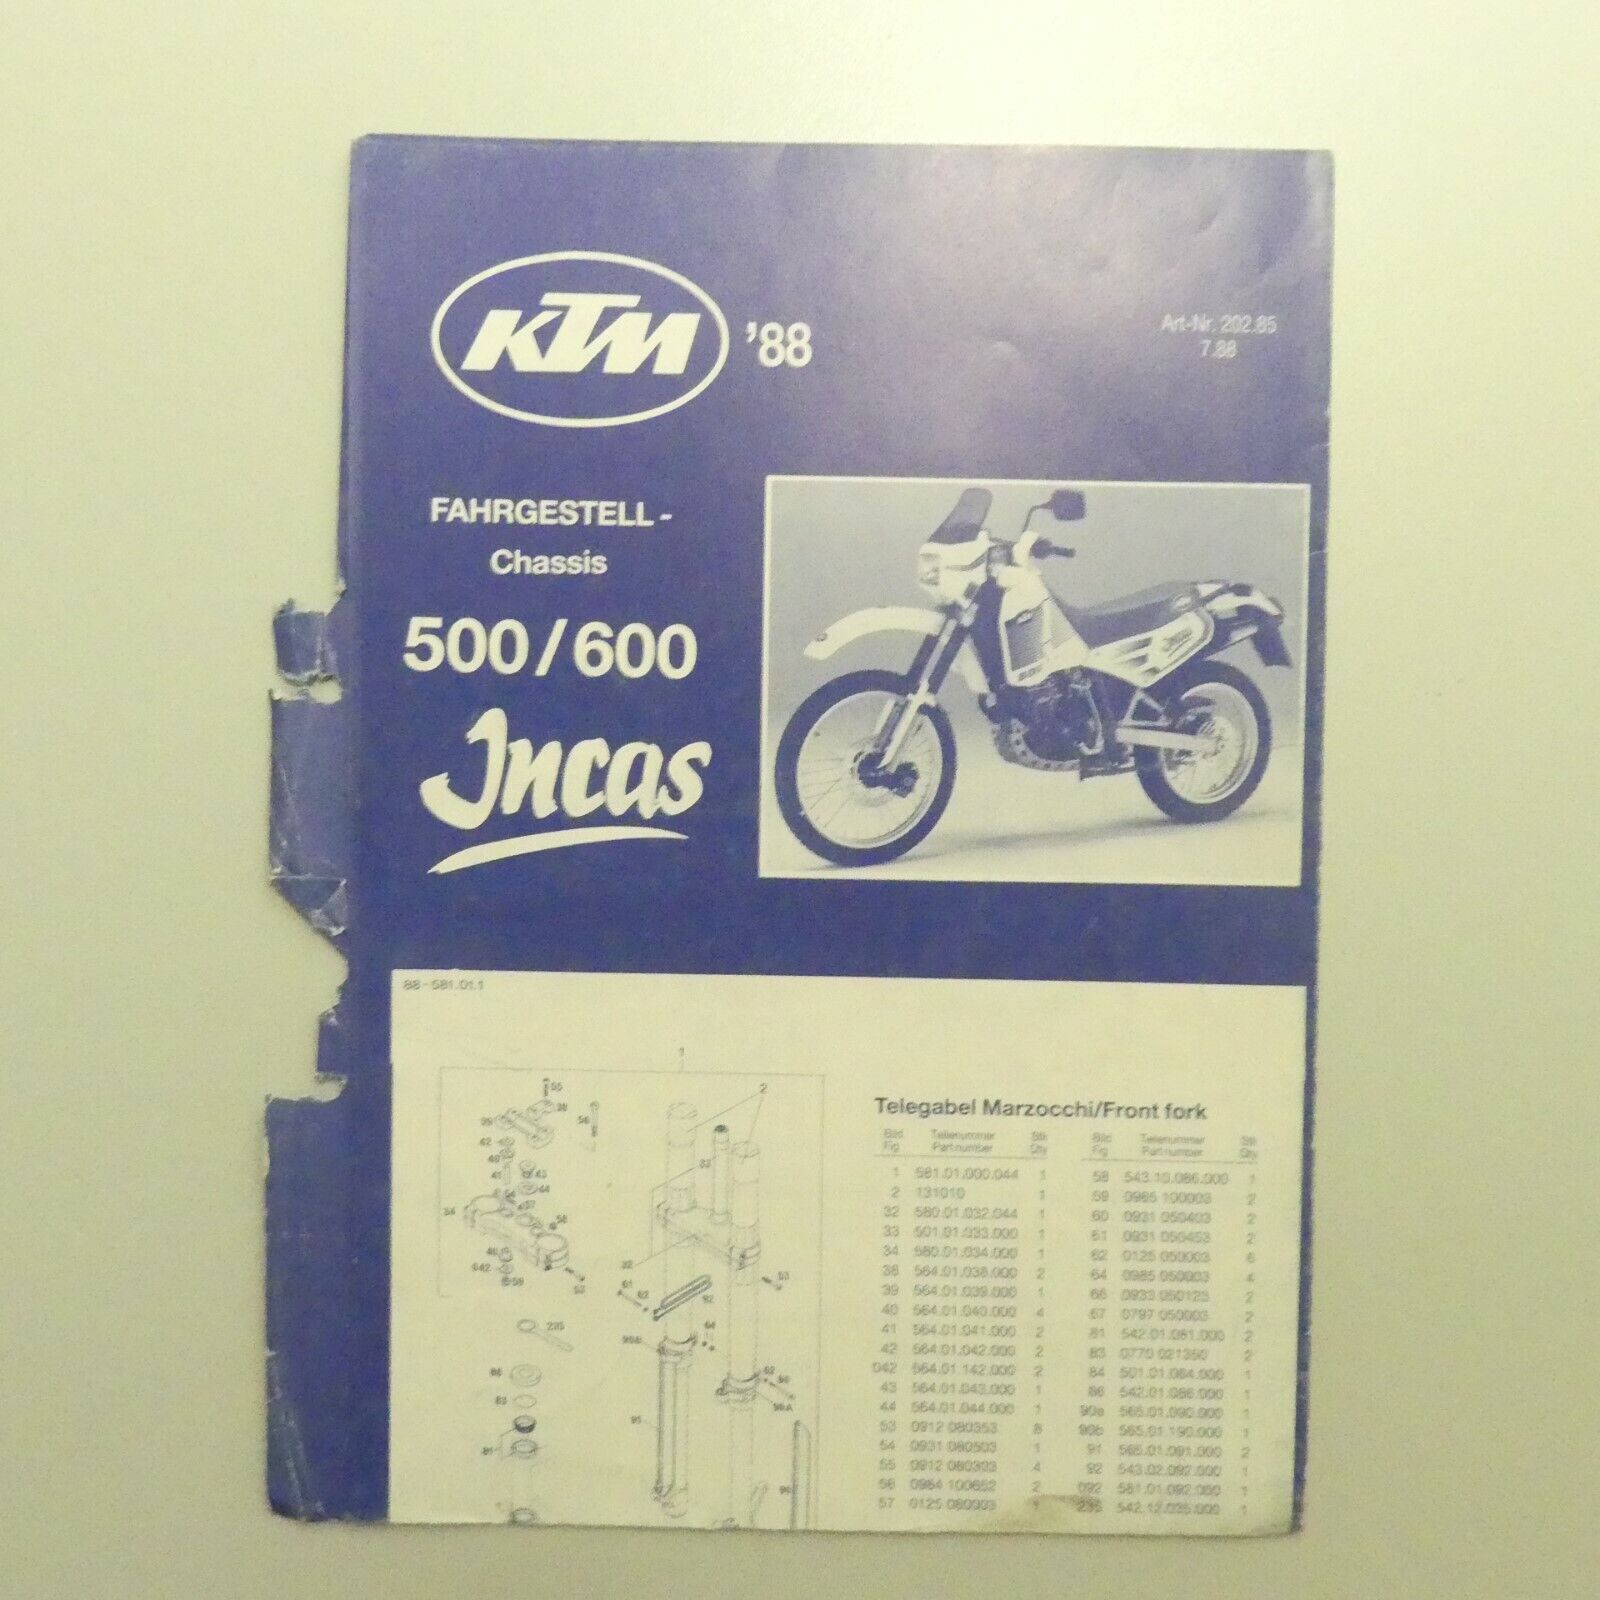 KTM '88
Art-Nr. 202.85
7.88
FAHRGESTELL -
Chassis
500/600
Incas
88-581.01.1
Telegabel Marzocchi/Front fork
Bild Teilenummer Stk Bild Teilenummer Stk
Fig Partnumber Qty Fig Partnumber Qty
1 581.01.000.044 1 58 543.10.086.000 1
2 131010 1 59 0985 100003 2
32 580.01.032.044 1 60 0931 050403 2
33 501.01.033.000 1 61 0931 050453 2
34 580.01.034.000 1 62 0125 050003 6
38 564.01.038.000 2 64 0985 050003 4
39 564.01.039.000 1 66 0933 050123 2
40 564.01.040.000 4 67 0797 050003 2
41 564.01.041.000 2 81 542.01.081.000 2
42 564.01.042.000 2 83 0770 021350 2
042 564.01.142.000 2 84 501.01.084.000 1
43 564.01.043.000 1 86 542.01.086.000 1
44 564.01.044.000 1 90a 565.01.090.000 1
53 0912 080353 8 90b 565.01.190.000 1
54 0931 080503 1 91 565.01.091.000 2
55 0912 080303 4 92 543.02.092.000 1
56 0984 100652 2 092 581.01.092.000 1
57 0125 080003 1 235 542.12.035.000 1